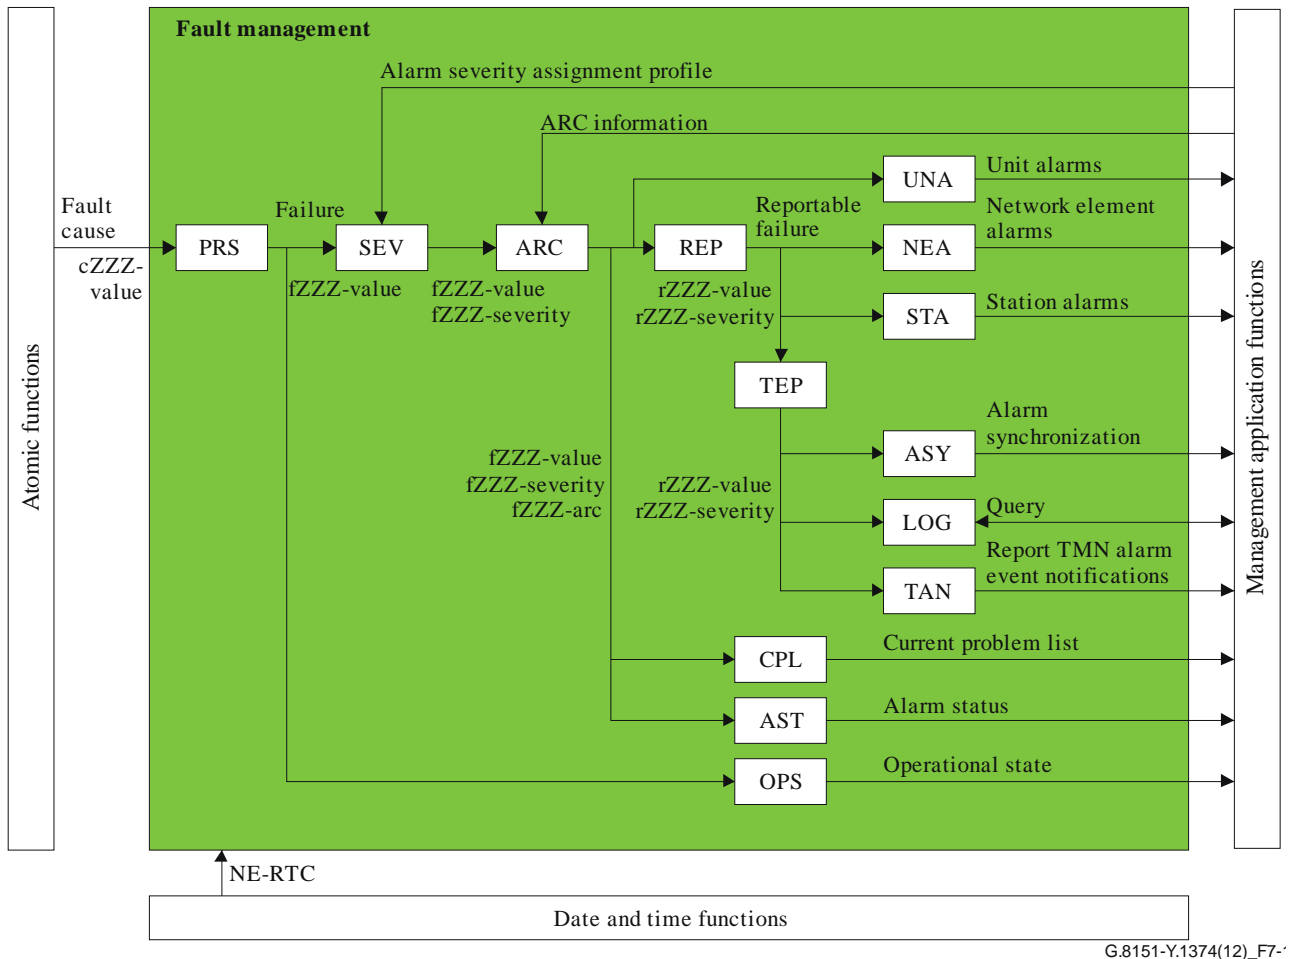 Fault management
Alarm severity assignment profile
ARC information
UNA
Unit alarms
Fault
cause
cZZZ-
value
PRS
Failure
fZZZ-value
SEV
fZZZ-value
fZZZ-severity
ARC
REP
Reportable
failure
rZZZ-value
rZZZ-severity
NEA
Network element
alarms
STA
Station alarms
TEP
Alarm
synchronization
ASY
fZZZ-value
fZZZ-severity
fZZZ-arc
rZZZ-value
rZZZ-severity
LOG
Query
TAN
Report TMN alarm
event notifications
CPL
Current problem list
AST
Alarm status
OPS
Operational state
Atomic functions
Management application functions
NE-RTC
Date and time functions
G.8151-Y.1374(12)_F7-